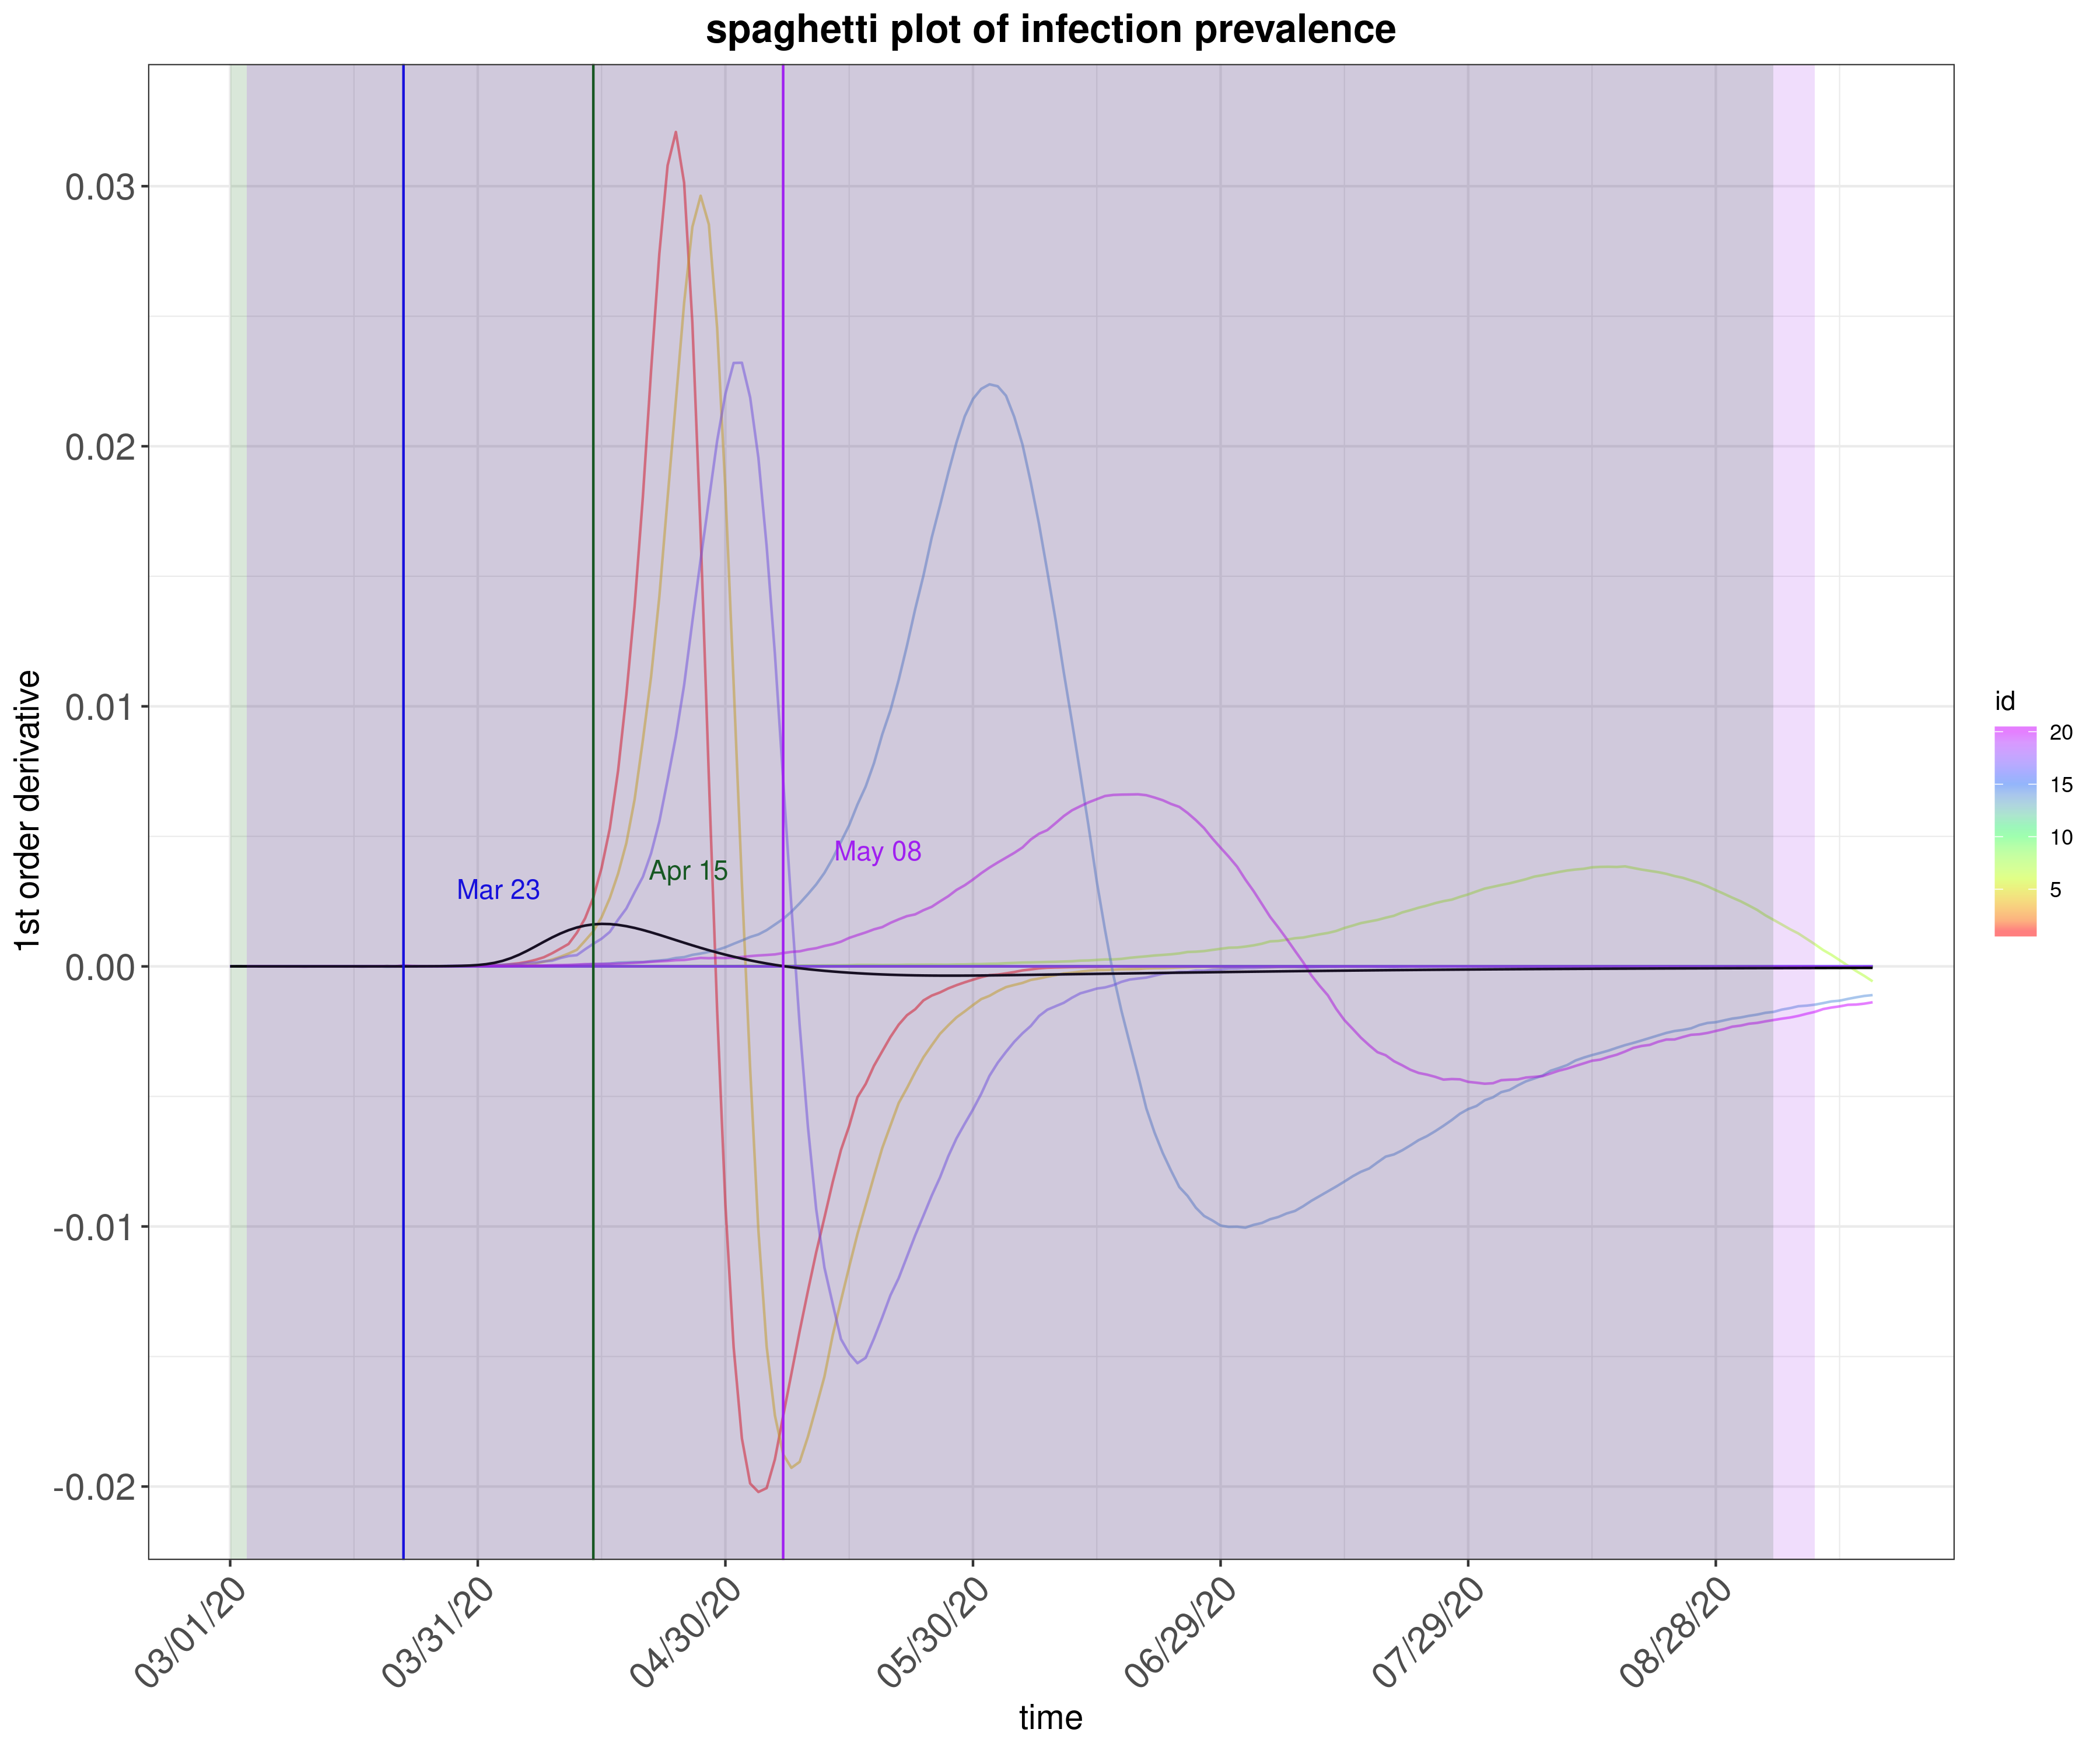 spaghetti plot of infection prevalence
1st order derivative
0.03
0.02
0.01
0.00
-0.01
-0.02
Mar 23
Apr 15
May 08
id
20
15
10
5
03/01/20
03/31/20
04/30/20
05/30/20
06/29/20
07/29/20
08/28/20
time